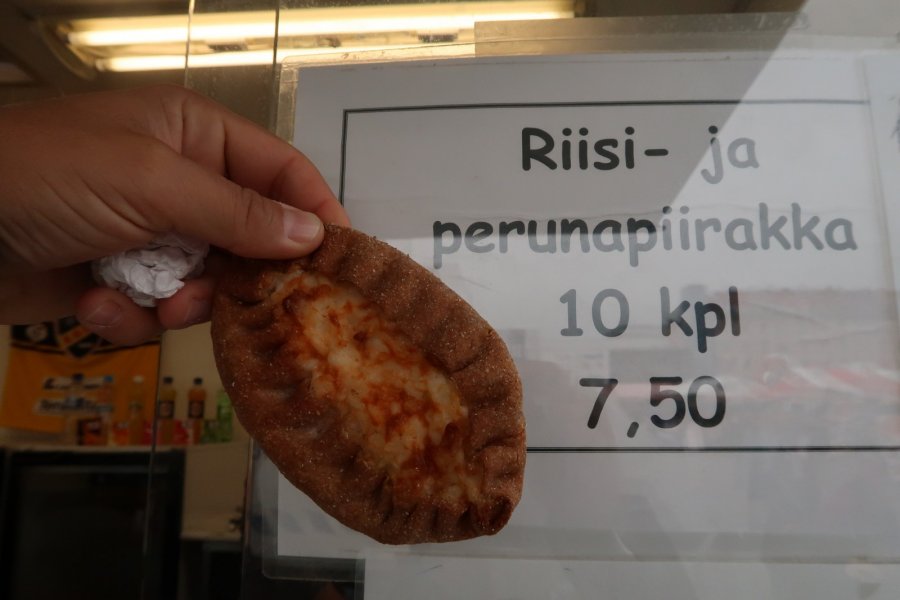 Riisi- ja
perunapiirakka
10 kpl
7,50